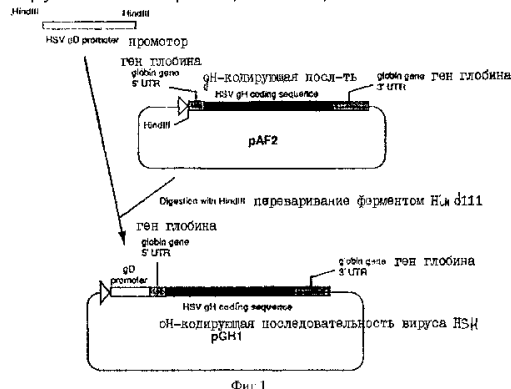 HindIII HindIII
HSV gD promoter промотор
ген глобина
globin gene
5' UTR
gH-кодирующая посл-ть
HSV gH coding sequence
globin gene ген глобина
3' UTR
HindIII
pAF2
Digestion with HindIII переваривание ферментом Hind111
ген глобина
globin gene
5' UTR
gD
promoter
globin gene ген глобина
3' UTR
HSV gH coding sequence
gH-кодирующая последовательность вируса HSH
pGH1
Фиг.1